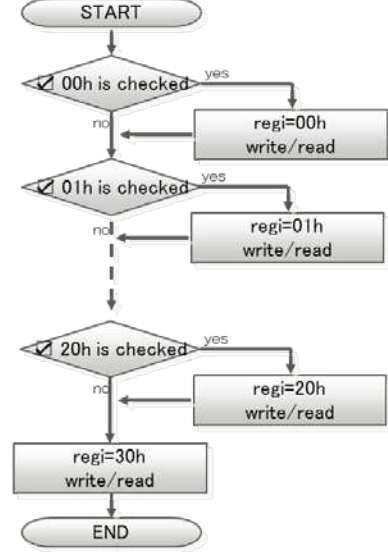 START
☑ 00h is checked
yes
no
regi=00h
write/read
☑ 01h is checked
yes
no
regi=01h
write/read
☑ 20h is checked
yes
no
regi=20h
write/read
regi=30h
write/read
END